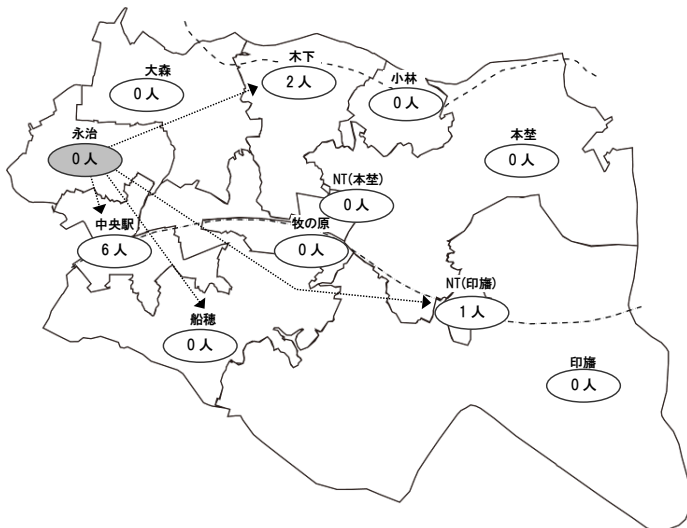 木下
2人
大森
0人
小林
0人
永治
0人
本埜
0人
NT(本埜)
0人
中央駅
6人
牧の原
0人
NT(印旛)
1人
船穂
0人
印旛
0人